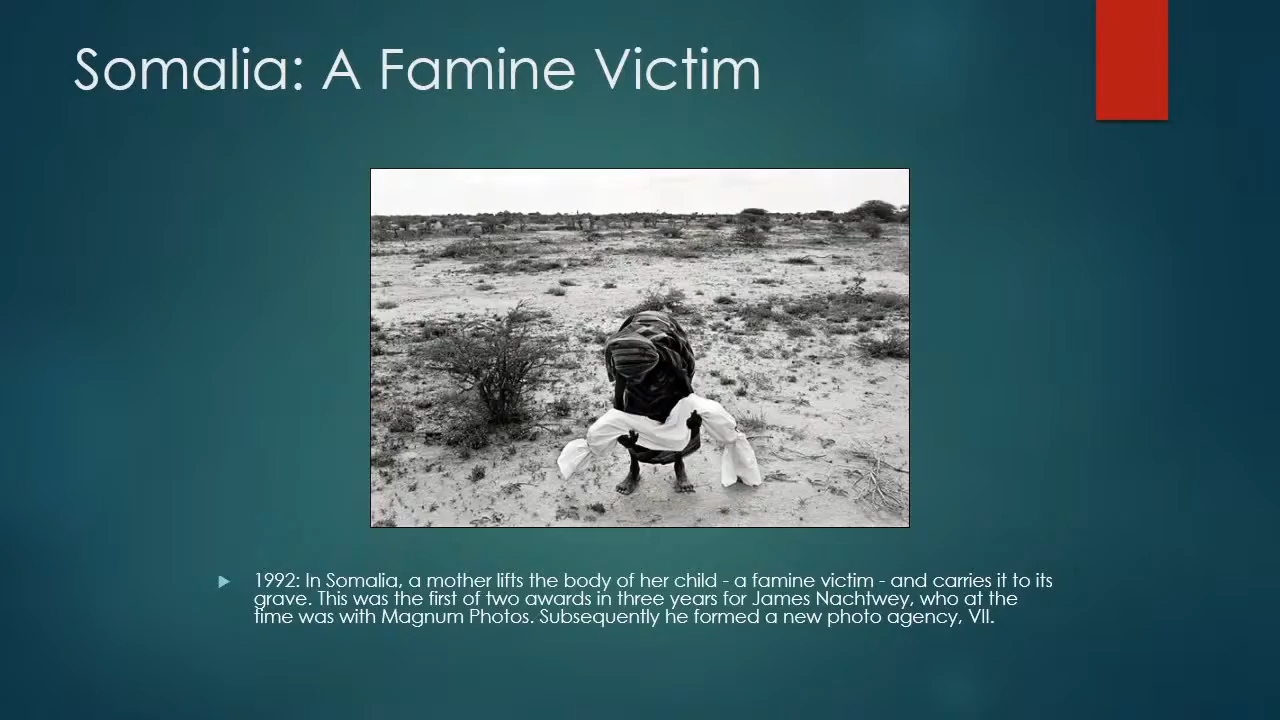 Somalia: A Famine Victim
1992: In Somalia, a mother lifts the body of her child - a famine victim - and carries it to its
grave. This was the first of two awards in three years for James Nachtwey, who at the
time was with Magnum Photos. Subsequently he formed a new photo agency, VII.